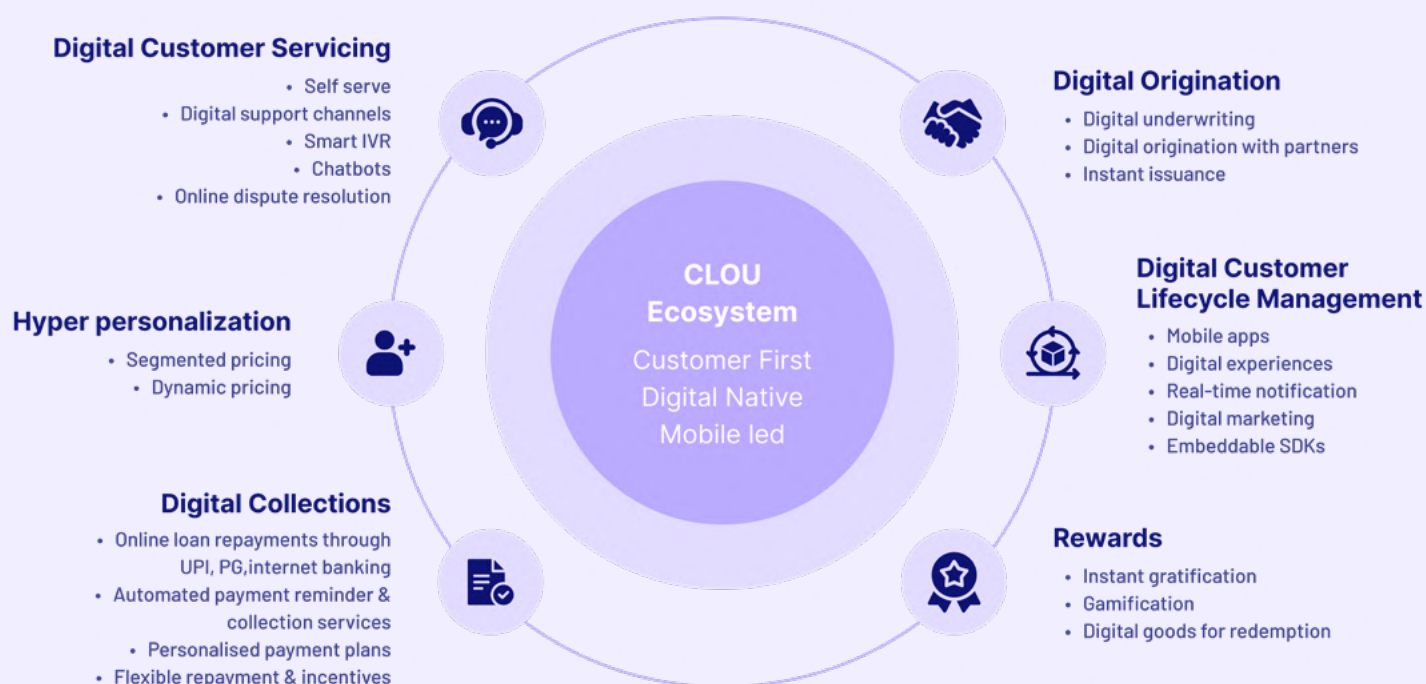 Digital Customer Servicing
• Self serve
• Digital support channels
• Smart IVR
• Chatbots
• Online dispute resolution
Hyper personalization
• Segmented pricing
• Dynamic pricing
Digital Collections
• Online loan repayments through
UPI, PG,internet banking
• Automated payment reminder &
collection services
• Personalised payment plans
• Flexible repayment & incentives
CLOU
Ecosystem
Customer First
Digital Native
Mobile led
Digital Origination
• Digital underwriting
• Digital origination with partners
• Instant issuance
Digital Customer
Lifecycle Management
• Mobile apps
• Digital experiences
• Real-time notification
• Digital marketing
• Embeddable SDKs
Rewards
• Instant gratification
• Gamification
• Digital goods for redemption